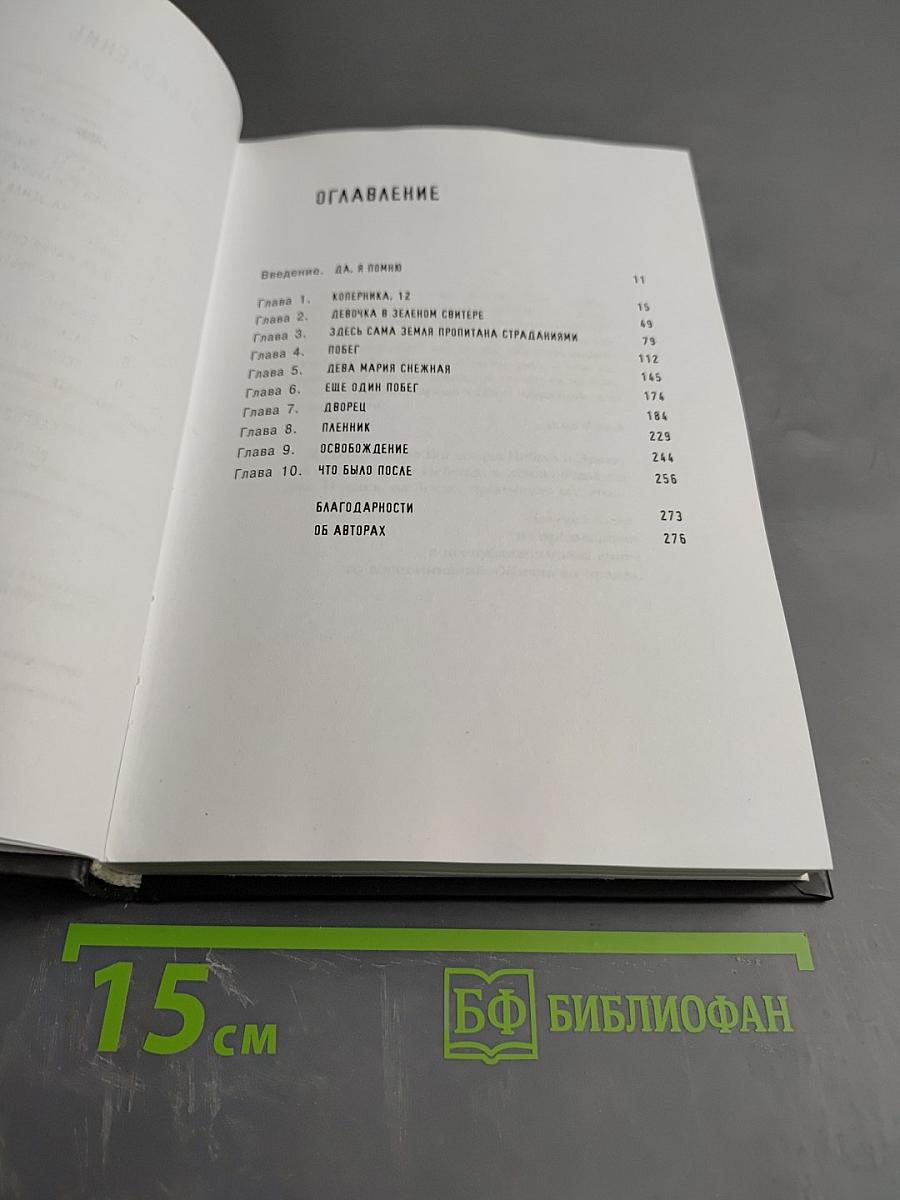 ОГЛАВЛЕНИЕ
Введение. ДА, Я ПОМНЮ 11
Глава 1. КОПЕРНИКА, 12 15
Глава 2. ДЕВОЧКА В ЗЕЛЕНОМ СВИТЕРЕ 49
Глава 3. ЗДЕСЬ САМА ЗЕМЛЯ ПРОПИТАНА СТРАДАНИЯМИ 79
Глава 4. ПОБЕГ 112
Глава 5. ДЕВА МАРИЯ СНЕЖНАЯ 145
Глава 6. ЕЩЕ ОДИН ПОБЕГ 174
Глава 7. ДВОРЕЦ 184
Глава 8. ПЛЕННИК 229
Глава 9. ОСВОБОЖДЕНИЕ 244
Глава 10. ЧТО БЫЛО ПОСЛЕ 256
БЛАГОДАРНОСТИ 273
ОБ АВТОРАХ 276
15 см
БФ БИБЛИОФАН